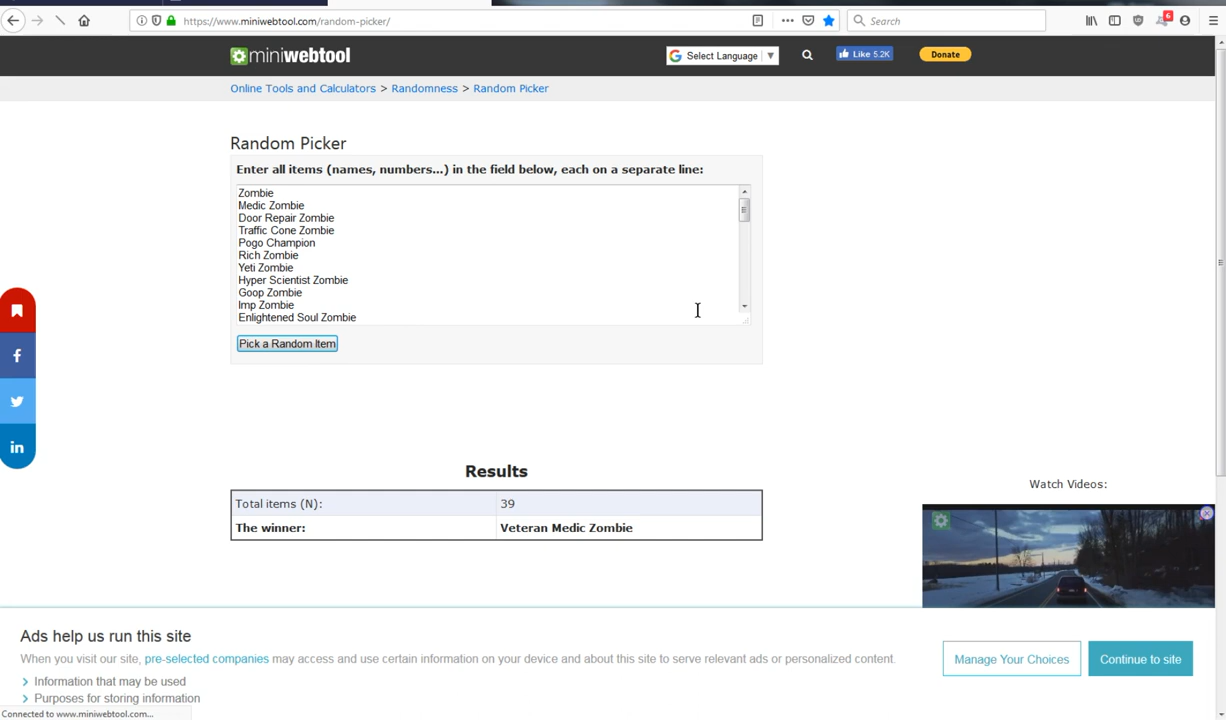 https://www.miniwebtool.com/random-picker/
Search
6
miniwebtool
Select Language
Like 5.2K
Donate
Online Tools and Calculators > Randomness > Random Picker
Random Picker
Enter all items (names, numbers...) in the field below, each on a separate line:
Zombie
Medic Zombie
Door Repair Zombie
Traffic Cone Zombie
Pogo Champion
Rich Zombie
Yeti Zombie
Hyper Scientist Zombie
Goop Zombie
Imp Zombie
Enlightened Soul Zombie
Pick a Random Item
Results
Total items (N): 39
The winner: Veteran Medic Zombie
Watch Videos:
Ads help us run this site
When you visit our site, pre-selected companies may access and use certain information on your device and about this site to serve relevant ads or personalized content.
Information that may be used
Purposes for storing information
Manage Your Choices
Continue to site
Connected to www.miniwebtool.com...